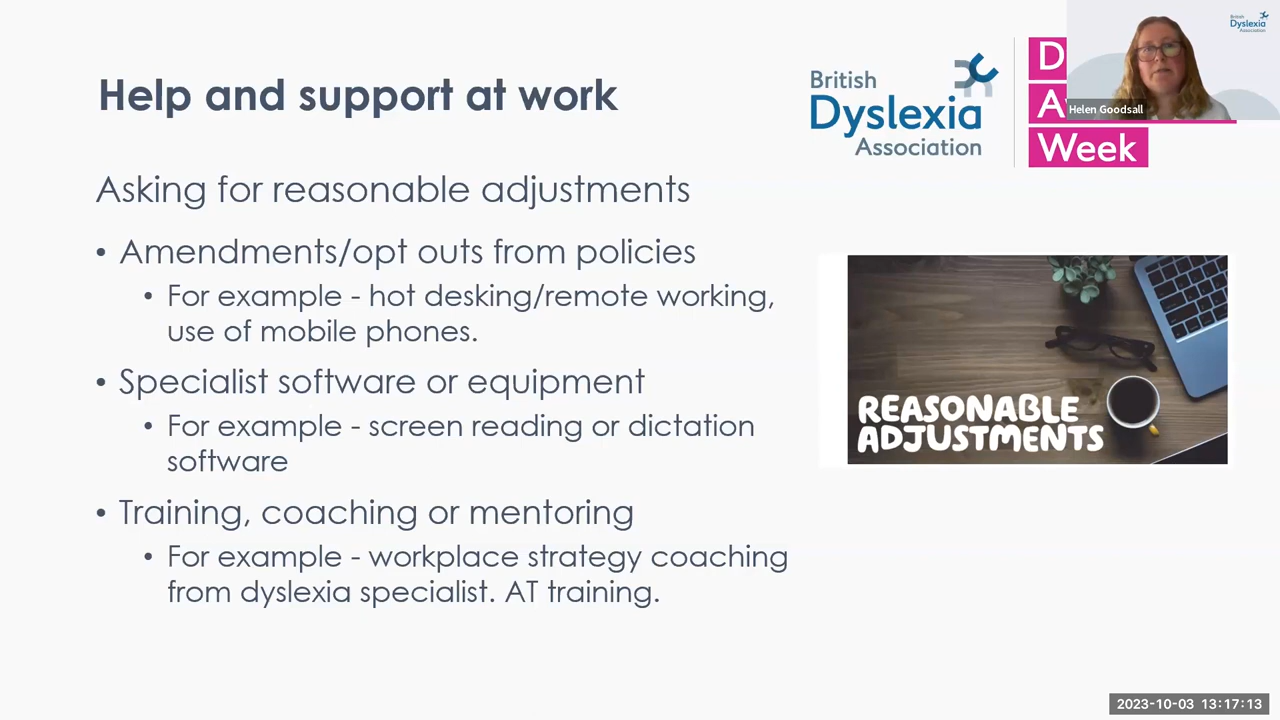 Help and support at work
British
Dyslexia
Association
D
A
Week
British
Dyslexia
Association
Helen Goodsall
Asking for reasonable adjustments
• Amendments/opt outs from policies
• For example - hot desking/remote working,
use of mobile phones.
• Specialist software or equipment
• For example - screen reading or dictation
software
• Training, coaching or mentoring
• For example - workplace strategy coaching
from dyslexia specialist. AT training.
REASONABLE
ADJUSTMENTS
2023-10-03 13:17:13